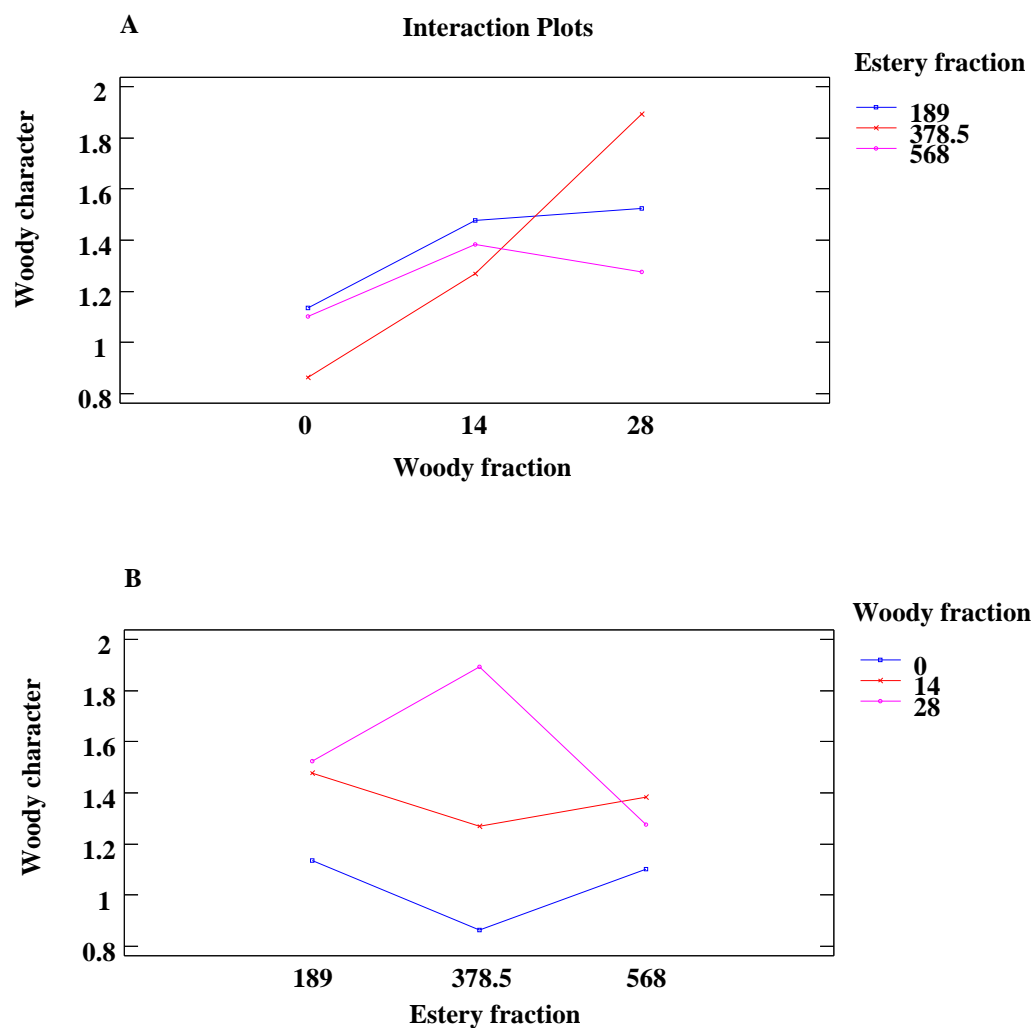 A
Interaction Plots
Estery fraction
189
378.5
568
Woody character
2
1.8
1.6
1.4
1.2
1
0.8
0 14 28
Woody fraction
B
Woody fraction
0
14
28
Woody character
2
1.8
1.6
1.4
1.2
1
0.8
189 378.5 568
Estery fraction